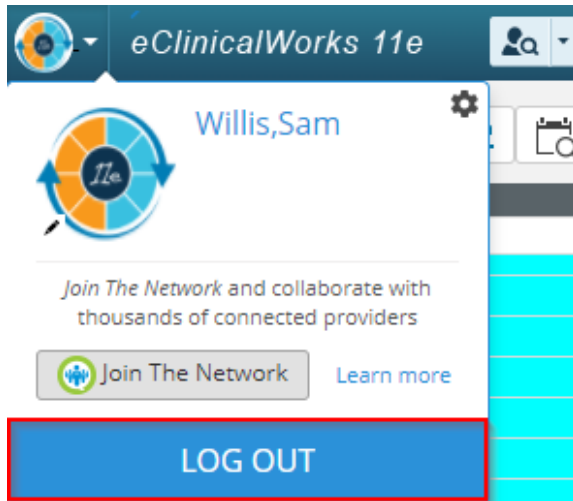 eClinicalWorks 11e
Willis,Sam
11e
Join The Network and collaborate with
thousands of connected providers
Join The Network
Learn more
LOG OUT